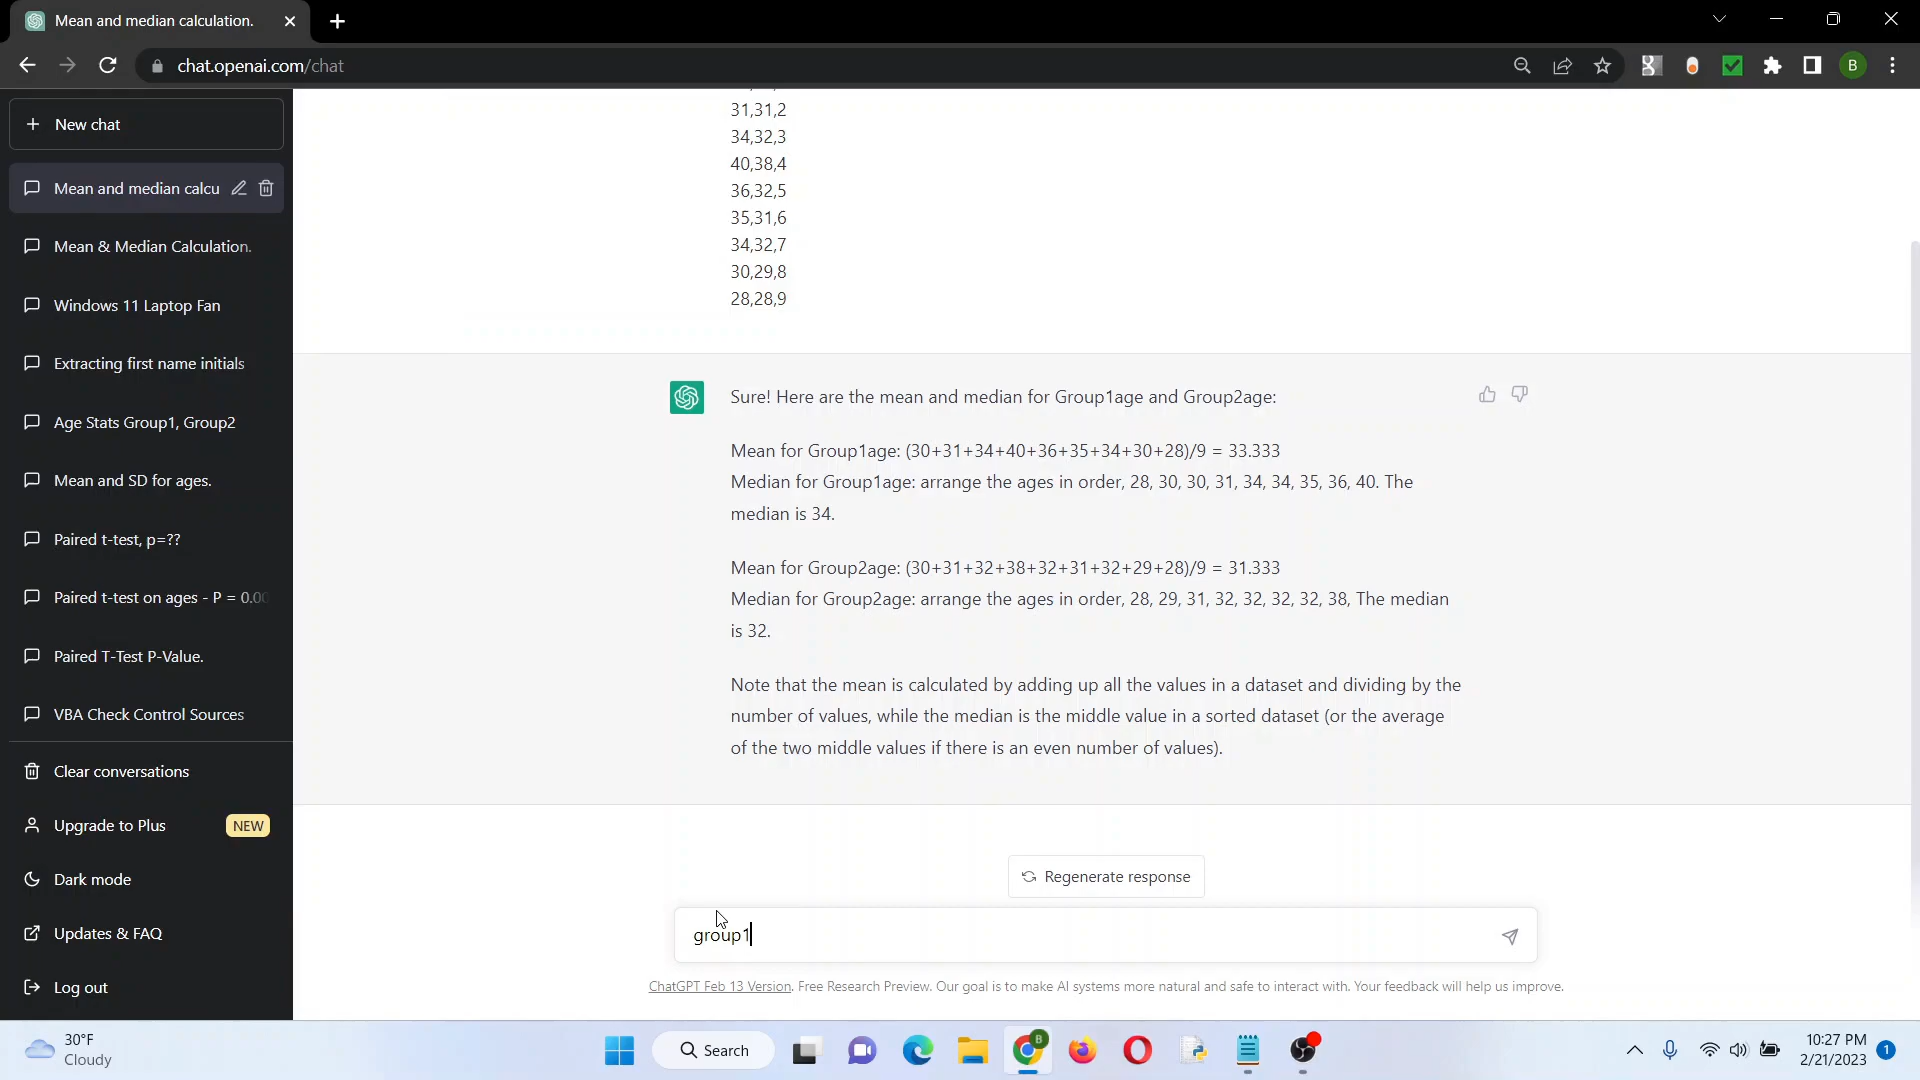 Mean and median calculation.
chat.openai.com/chat
B
New chat
Mean and median calcu
Mean & Median Calculation.
Windows 11 Laptop Fan
Extracting first name initials
Age Stats Group1, Group2
Mean and SD for ages.
Paired t-test, p=??
Paired t-test on ages - P = 0.00
Paired T-Test P-Value.
VBA Check Control Sources
Clear conversations
Upgrade to Plus NEW
Dark mode
Updates & FAQ
Log out
31,31,2
34,32,3
40,38,4
36,32,5
35,31,6
34,32,7
30,29,8
28,28,9
Sure! Here are the mean and median for Group1age and Group2age:
Mean for Group1age: (30+31+34+40+36+35+34+30+28)/9 = 33.333
Median for Group1age: arrange the ages in order, 28, 30, 30, 31, 34, 34, 35, 36, 40. The
median is 34.
Mean for Group2age: (30+31+32+38+32+31+32+29+28)/9 = 31.333
Median for Group2age: arrange the ages in order, 28, 29, 31, 32, 32, 32, 32, 38, The median
is 32.
Note that the mean is calculated by adding up all the values in a dataset and dividing by the
number of values, while the median is the middle value in a sorted dataset (or the average
of the two middle values if there is an even number of values).
Regenerate response
group1
ChatGPT Feb 13 Version. Free Research Preview. Our goal is to make AI systems more natural and safe to interact with. Your feedback will help us improve.
30°F
Cloudy
Search
B
10:27 PM
2/21/2023
1